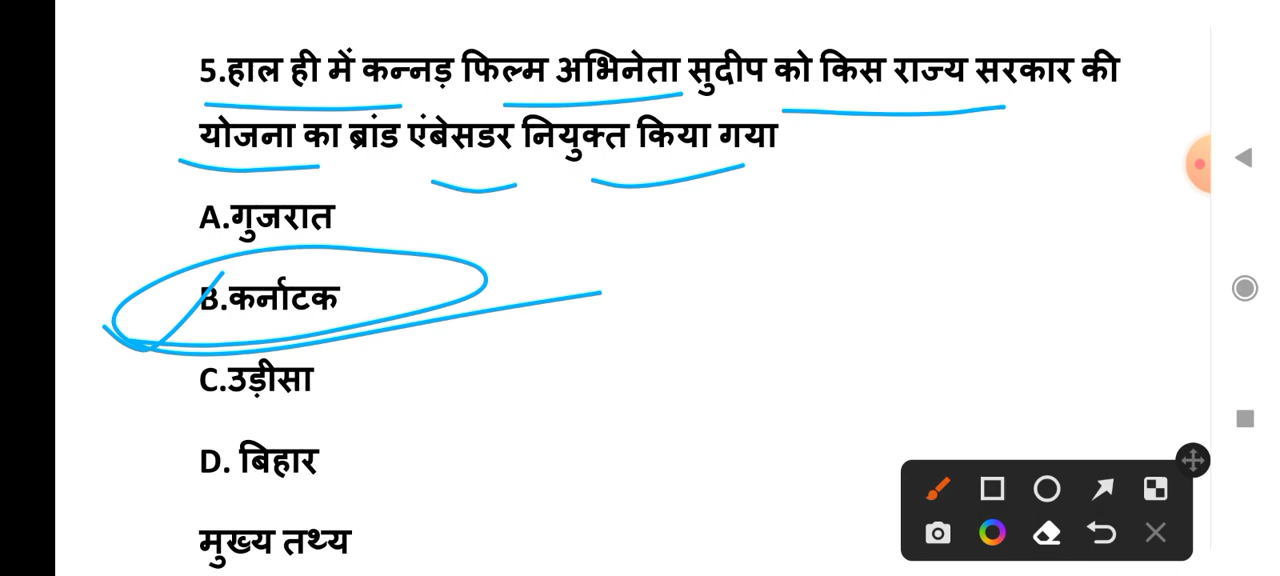 5.हाल ही में कन्नड़ फिल्म अभिनेता सुदीप को किस राज्य सरकार की
योजना का ब्रांड एंबेसडर नियुक्त किया गया
A.गुजरात
B.कर्नाटक
C.उड़ीसा
D. बिहार
मुख्य तथ्य